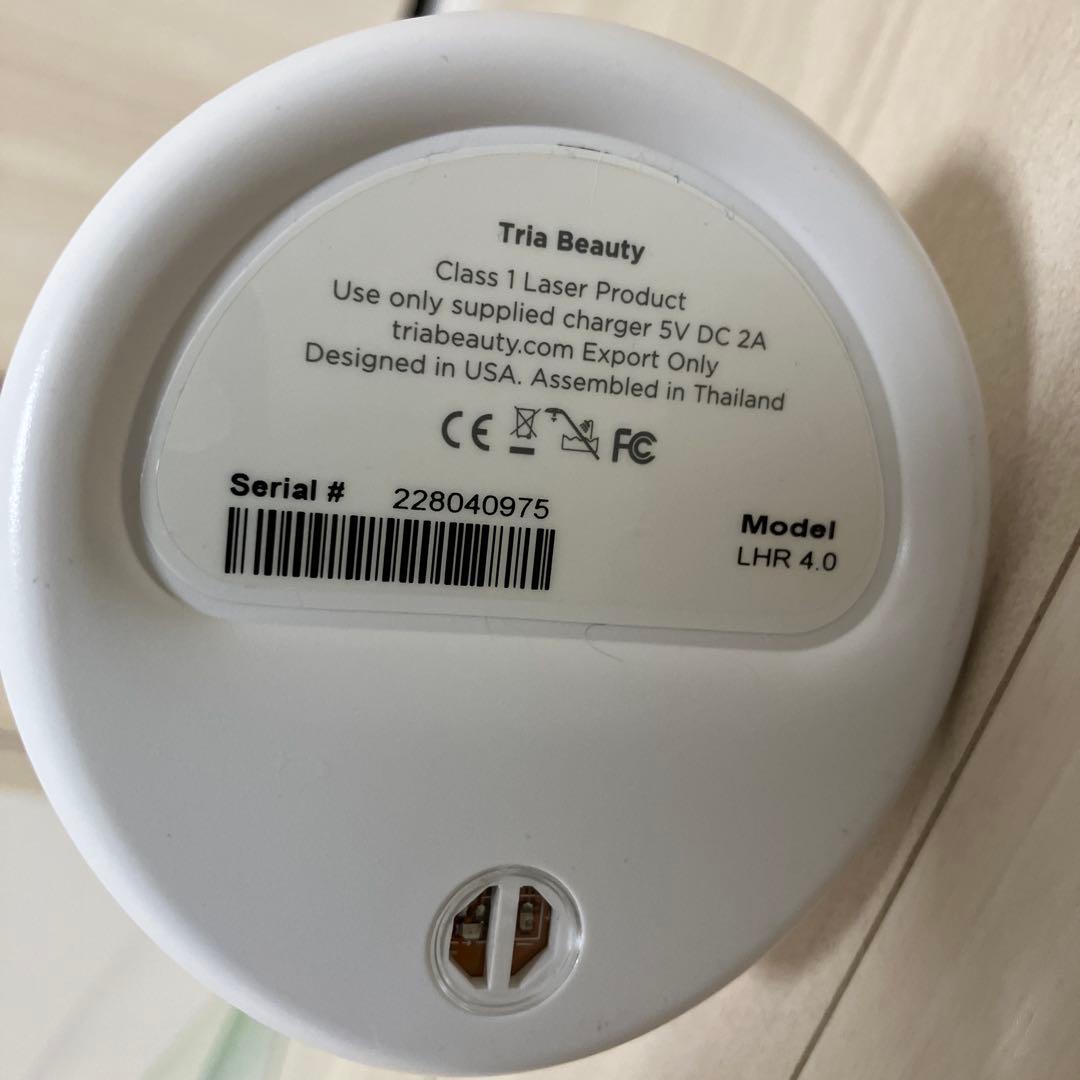 Tria Beauty
Class 1 Laser Product
Use only supplied charger 5V DC 2A
triabeauty.com Export Only
Designed in USA. Assembled in Thailand
CE FC
Serial # 228040975
Model
LHR 4.0